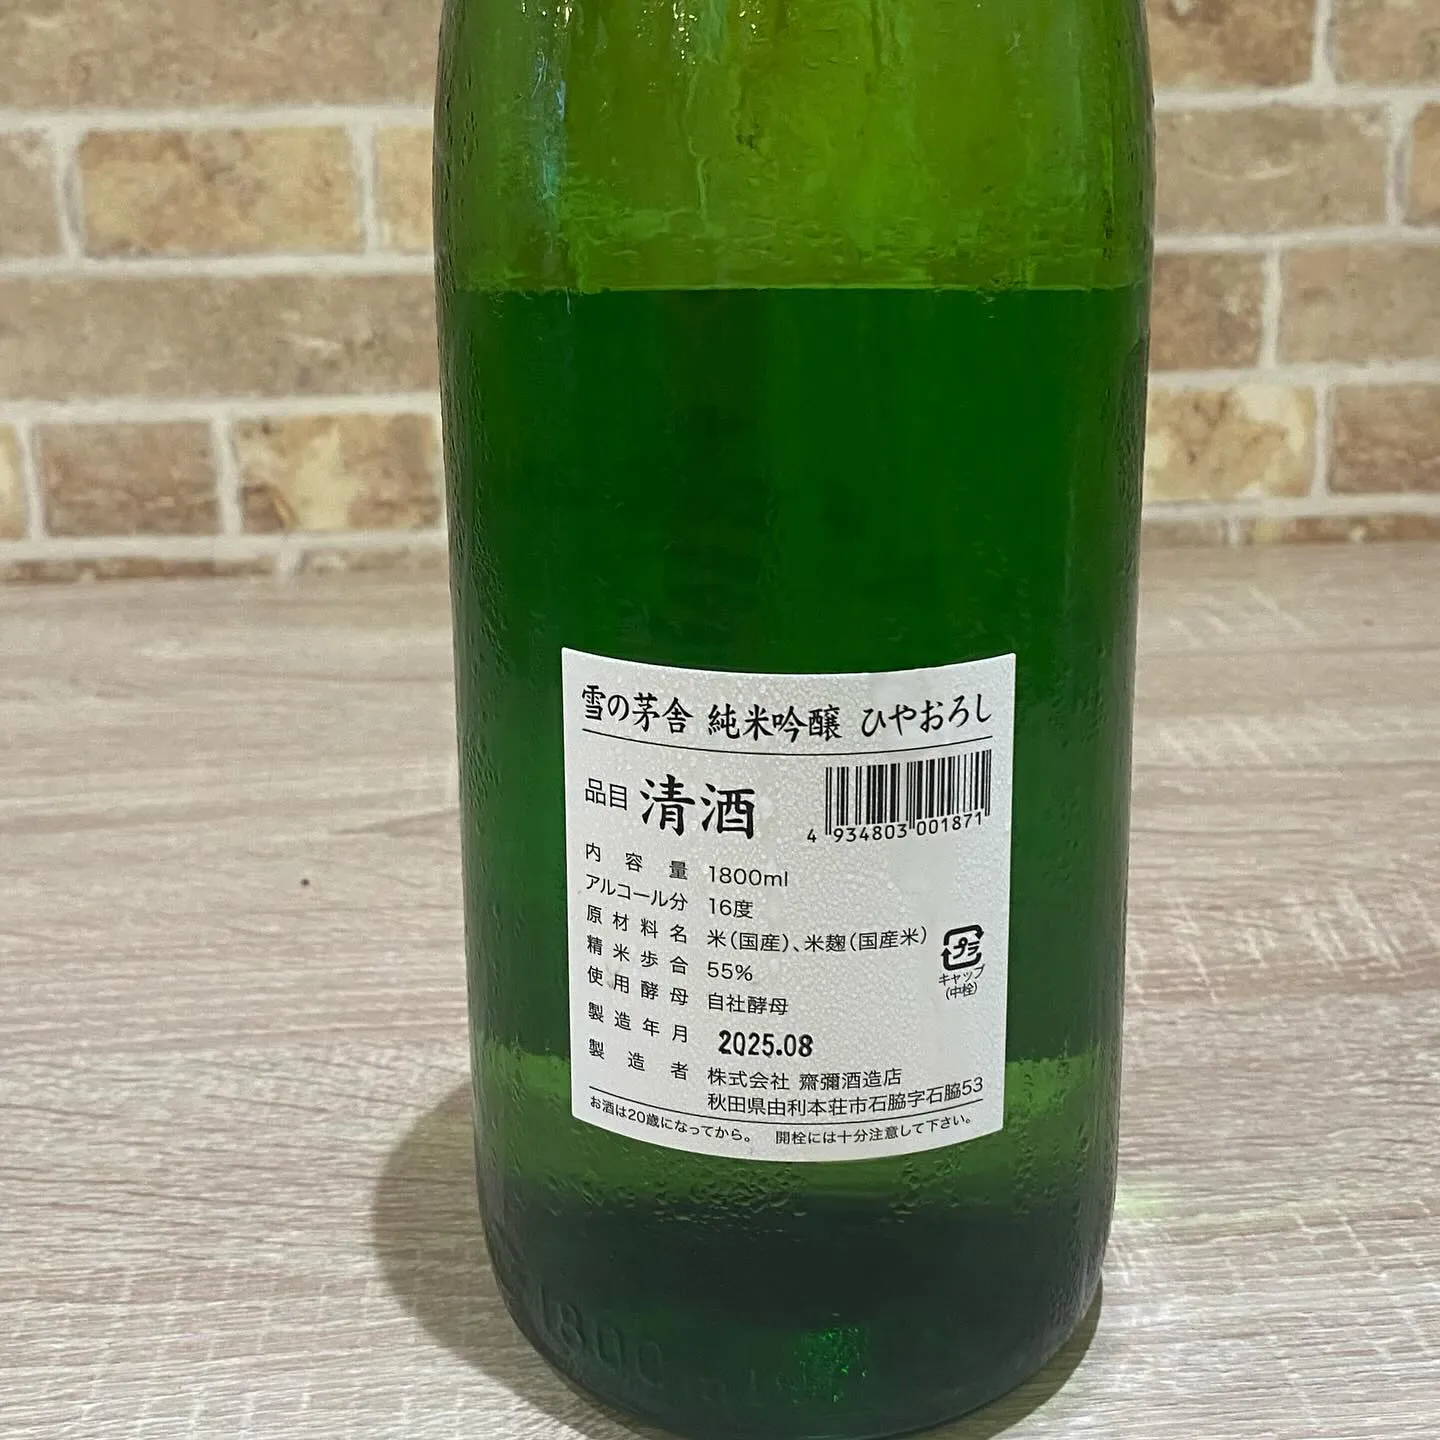 雪の茅舎 純米吟醸 ひやおろし
品目 清酒
4 934803 001871
内容量 1800ml
アルコール分 16度
原材料名 米(国産)、米麹(国産米)
精米歩合 55%
使用酵母 自社酵母
製造年月 2025.08
製造者 株式会社 齋彌酒造店
秋田県由利本荘市石脇字石脇53
プラ
キャップ
(中栓)
お酒は20歳になってから。 開栓には十分注意して下さい。
1800